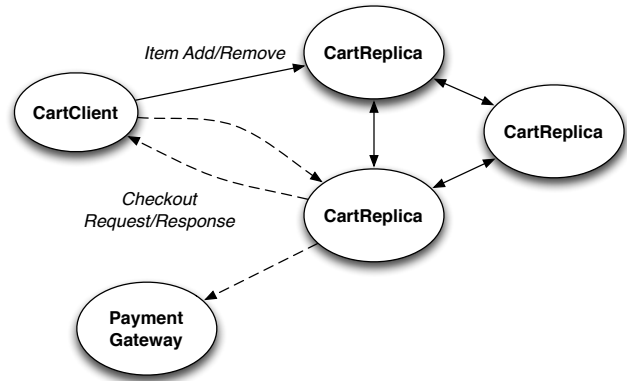 Item Add/Remove
CartReplica
CartClient
CartReplica
Checkout
Request/Response
CartReplica
Payment
Gateway